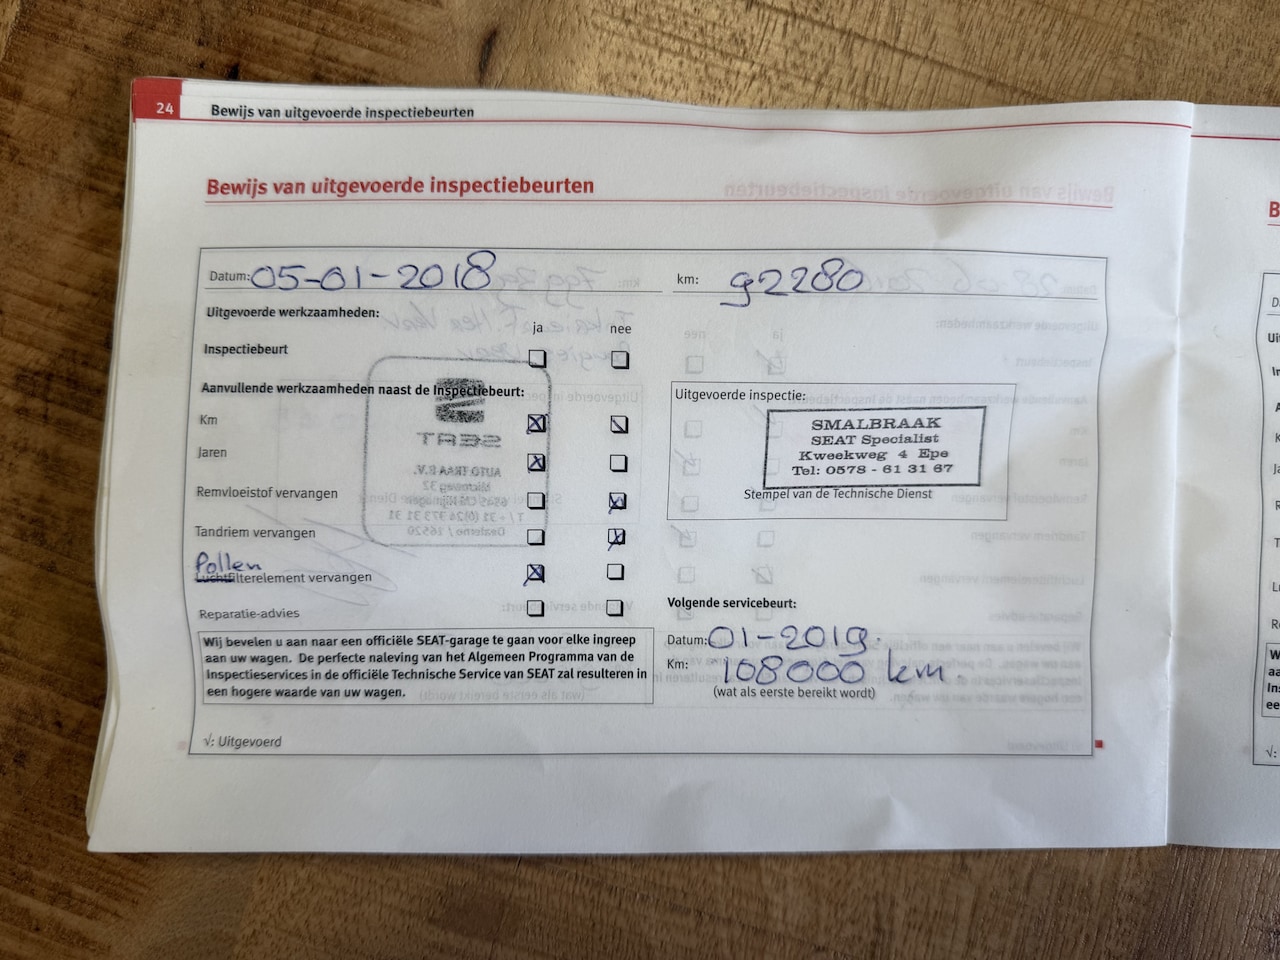 24 Bewijs van uitgevoerde inspectiebeurten
Bewijs van uitgevoerde inspectiebeurten
Datum: 05-01-2018 km: 92280
Uitgevoerde werkzaamheden:
ja nee
Inspectiebeurt
Aanvullende werkzaamheden naast de Inspectiebeurt:
Km
Jaren
Remvloeistof vervangen
Tandriem vervangen
Pollen
Luchtfilterelement vervangen
Reparatie-advies
Wij bevelen u aan naar een officiële SEAT-garage te gaan voor elke ingreep
aan uw wagen. De perfecte naleving van het Algemeen Programma van de
Inspectieservices in de officiële Technische Service van SEAT zal resulteren in
een hogere waarde van uw wagen.
√: Uitgevoerd
Uitgevoerde inspectie:
SMALBRAAK
SEAT Specialist
Kweekweg 4 Epe
Tel: 0578 - 61 31 67
Stempel van de Technische Dienst
Volgende servicebeurt:
Datum: 01-2019.
Km: 108000 km.
(wat als eerste bereikt wordt)